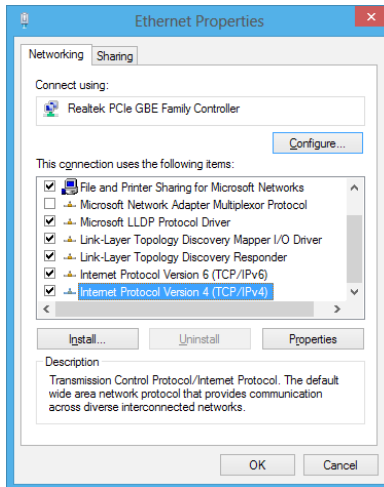 Ethernet Properties
Networking
Sharing
Connect using:
Realtek PCIe GBE Family Controller
Configure...
This connection uses the following items:
File and Printer Sharing for Microsoft Networks
Microsoft Network Adapter Multiplexor Protocol
Microsoft LLDP Protocol Driver
Link-Layer Topology Discovery Mapper I/O Driver
Link-Layer Topology Discovery Responder
Internet Protocol Version 6 (TCP/IPv6)
Internet Protocol Version 4 (TCP/IPv4)
Install...
Uninstall
Properties
Description
Transmission Control Protocol/Internet Protocol. The default
wide area network protocol that provides communication
across diverse interconnected networks.
OK
Cancel